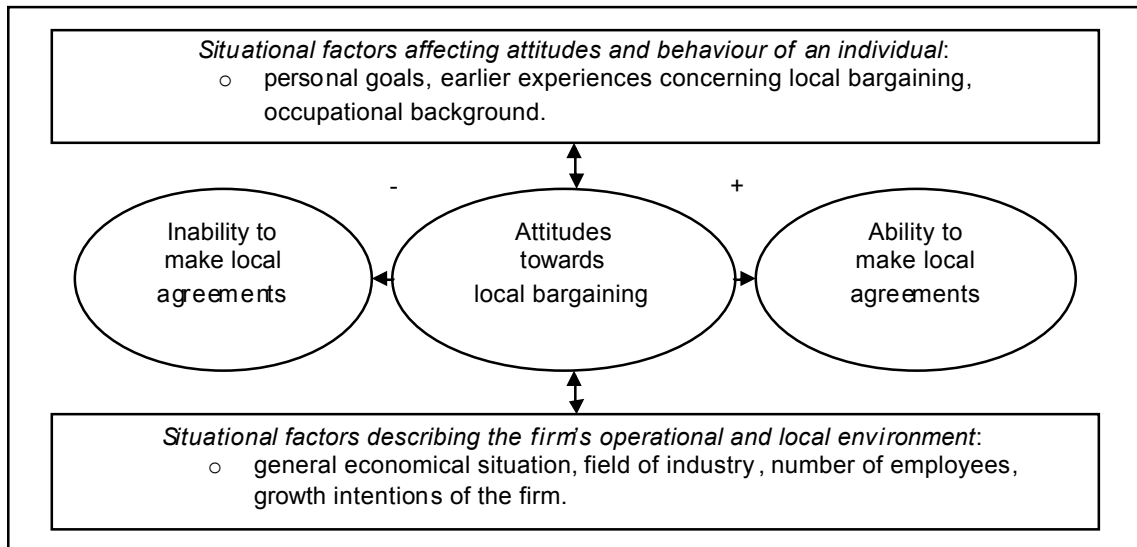 Situational factors affecting attitudes and behaviour of an individual:
o personal goals, earlier experiences concerning local bargaining,
occupational background.
- +
Inability to
make local
agreements
Attitudes
towards
local bargaining
Ability to
make local
agreements
Situational factors describing the firm's operational and local environment:
o general economical situation, field of industry, number of employees,
growth intentions of the firm.